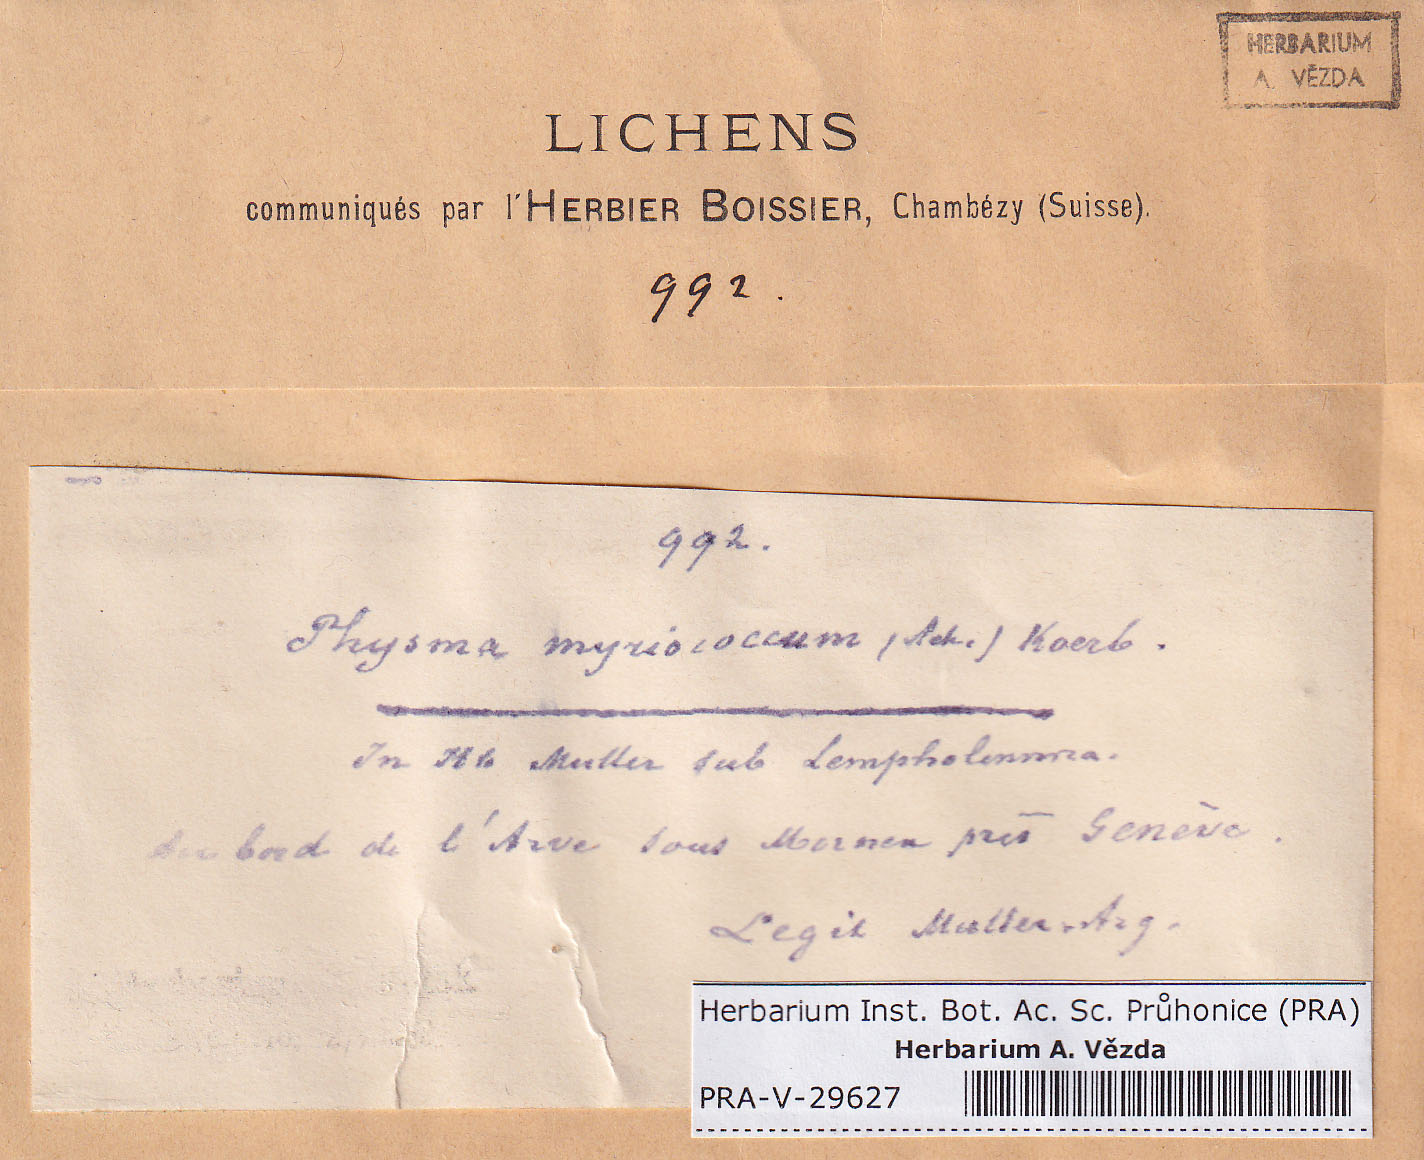 HERBARIUM
A. VĚZDA
LICHENS
communiqués par l'HERBIER BOISSIER, Chambézy (Suisse).
992.
992.
Physma myriococcum (Ach.) Koerb.
In Hb Muller sub Lempholemma.
bord de l'Arve sous Mornex près Genève.
Legit Muller-Arg.
Herbarium Inst. Bot. Ac. Sc. Průhonice (PRA)
Herbarium A. Vězda
PRA-V-29627